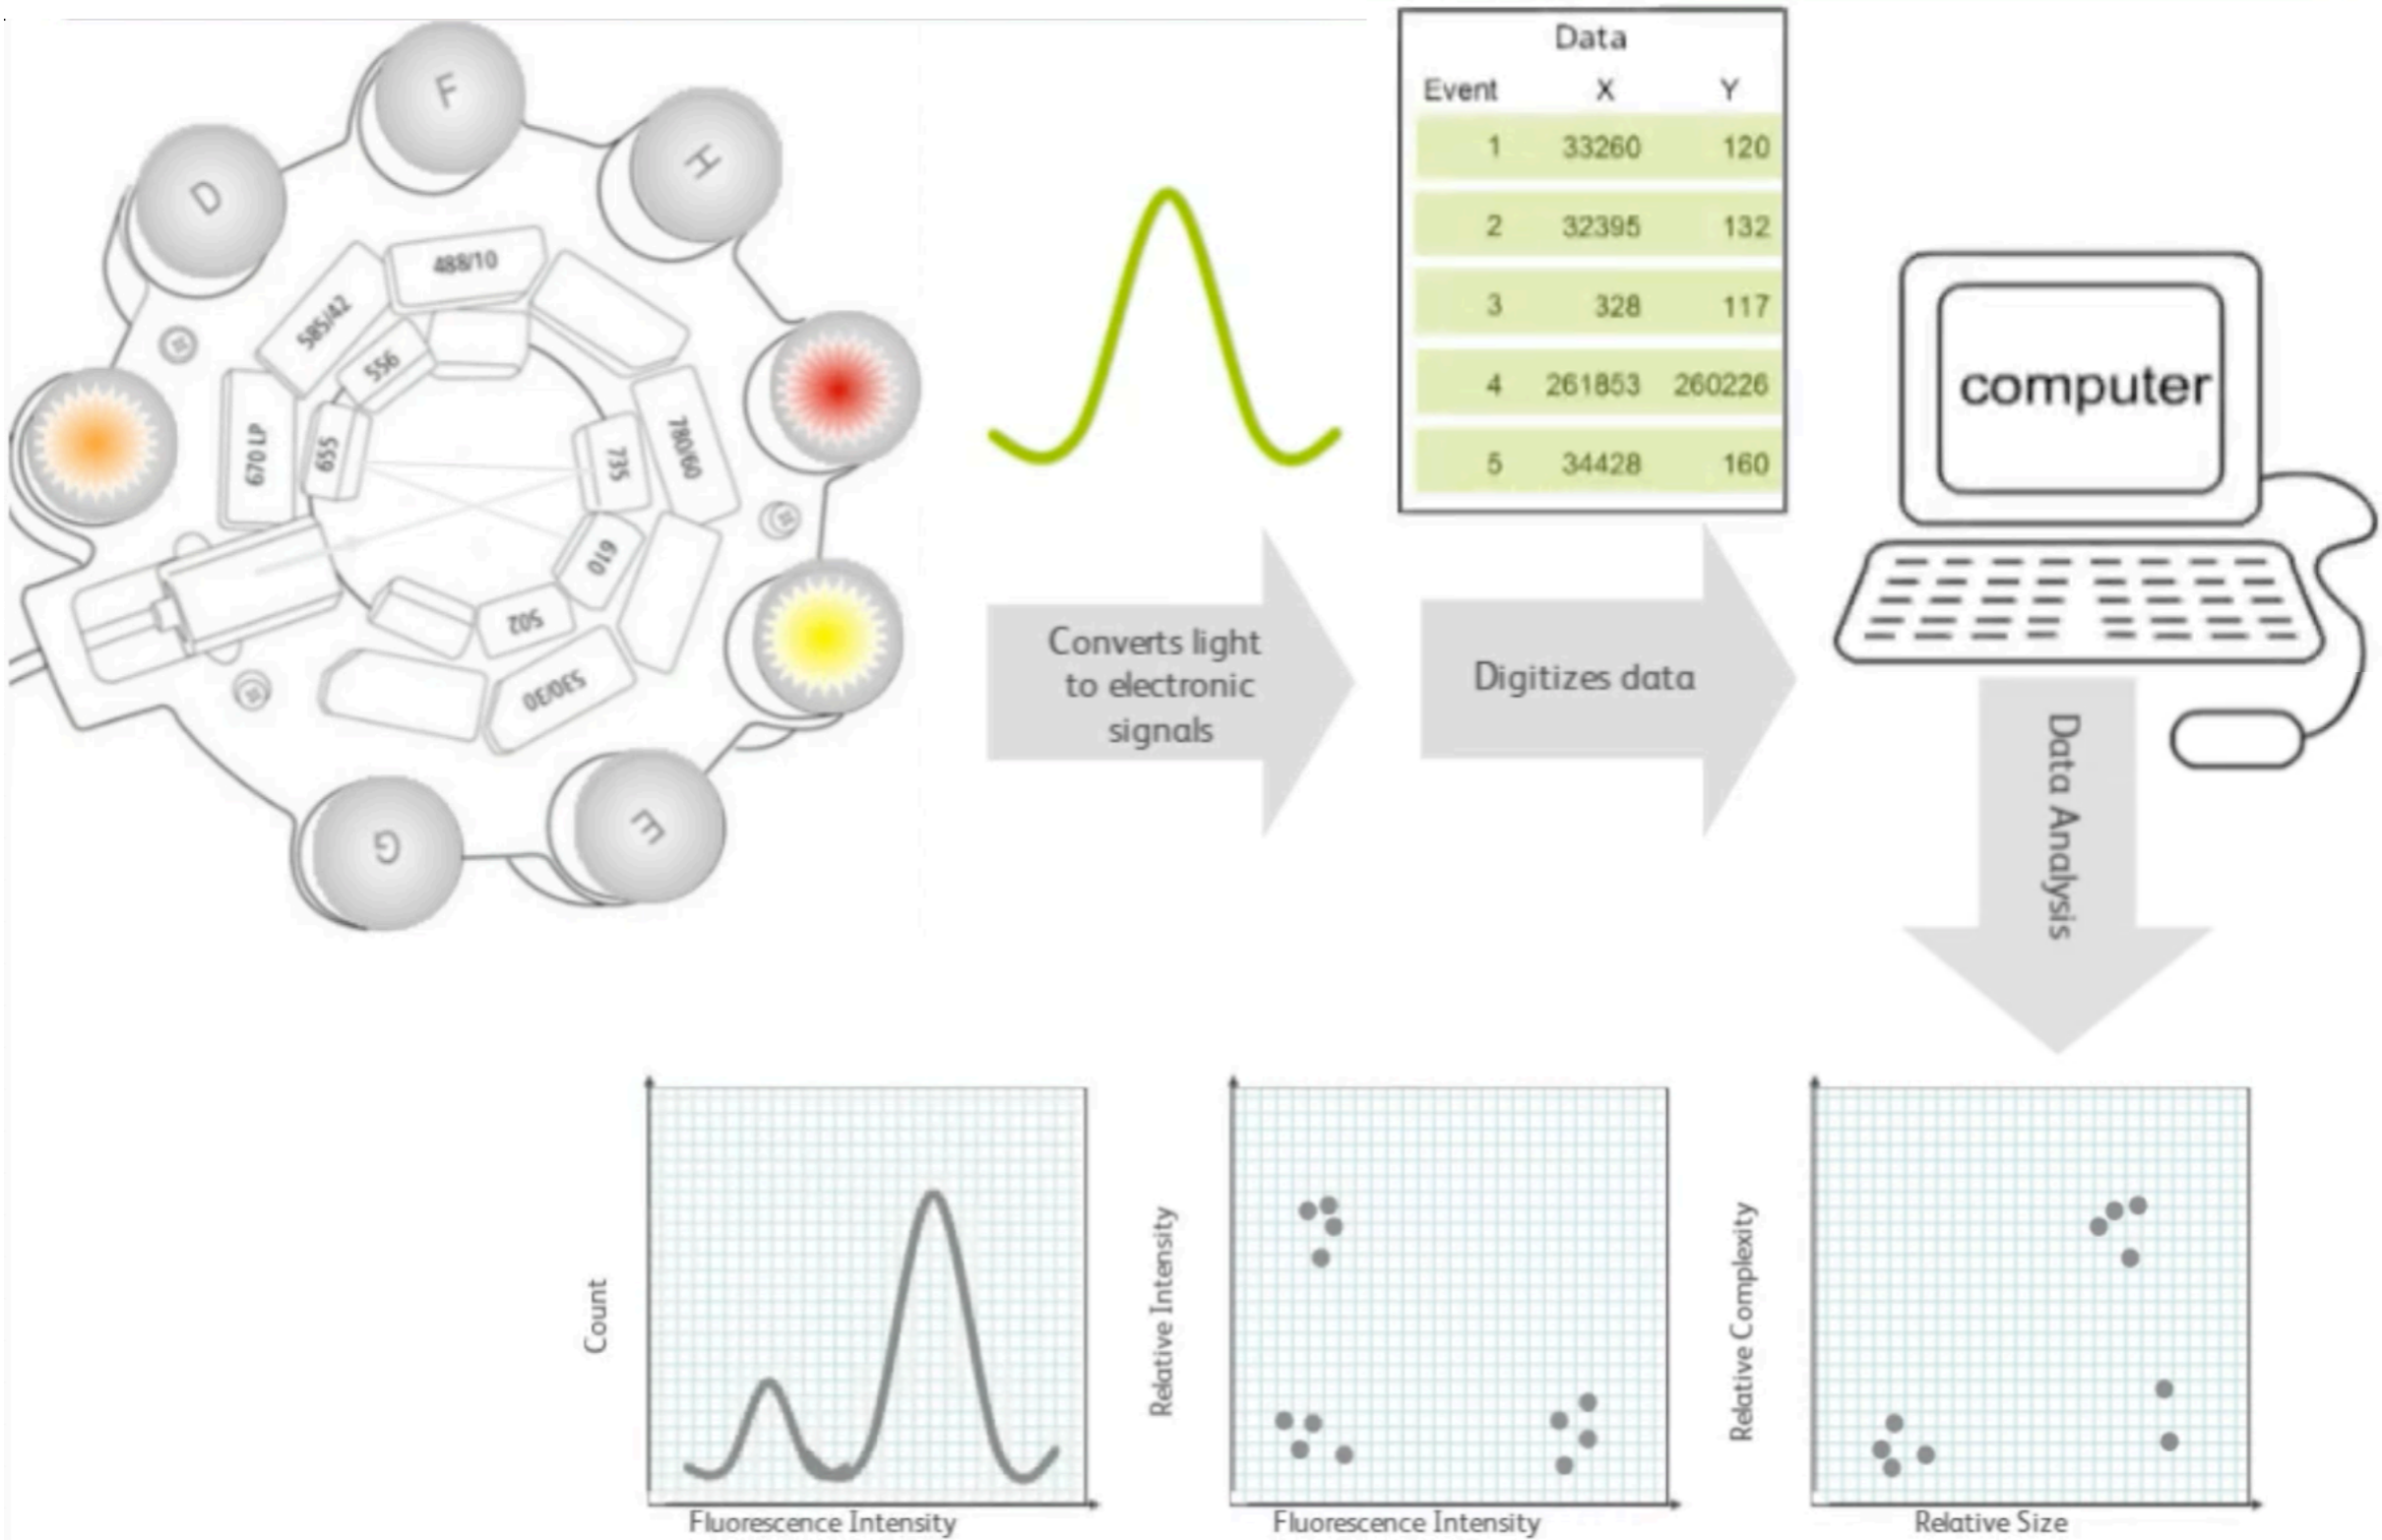 F
D
H
488/10
585/42
556
670 LP
655
735
780/60
610
502
530/30
G
E
Data
Event X Y
1 33260 120
2 32395 132
3 328 117
4 261853 260226
5 34428 160
computer
Converts light
to electronic
signals
Digitizes data
Data Analysis
Count
Fluorescence Intensity
Relative Intensity
Fluorescence Intensity
Relative Complexity
Relative Size